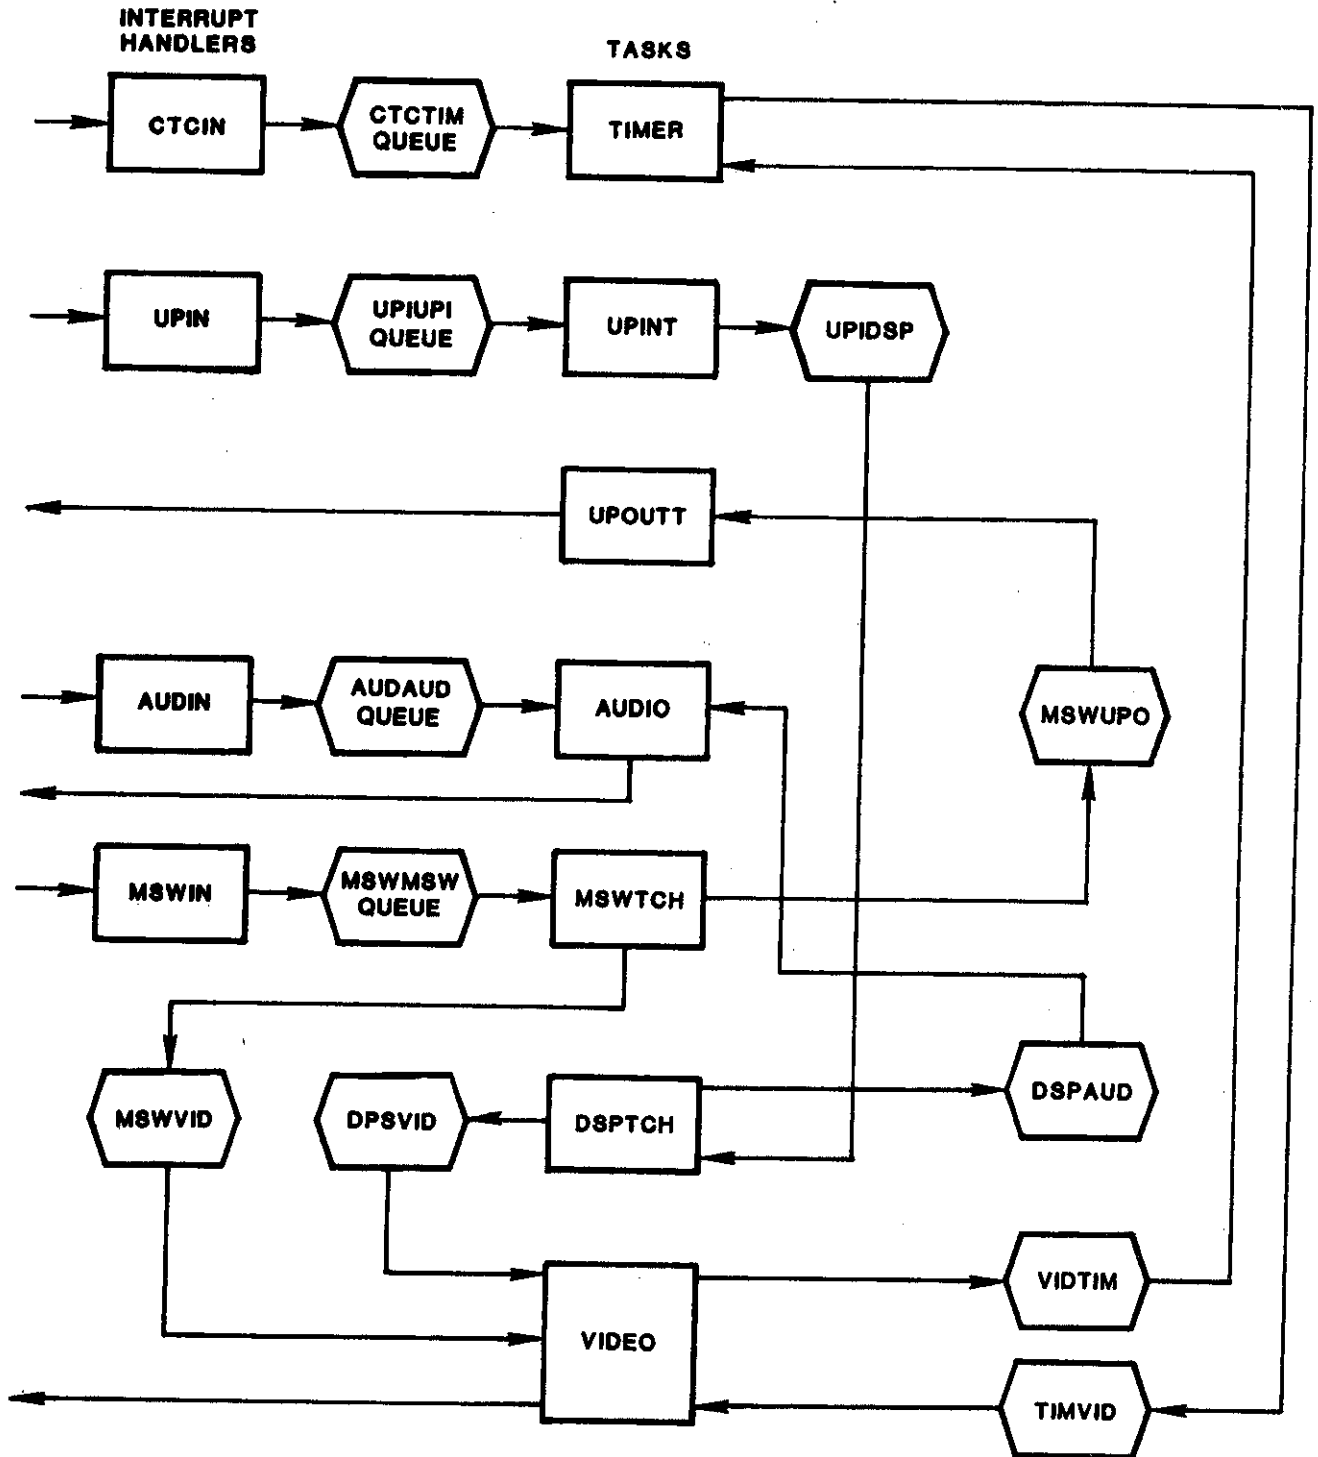 INTERRUPT
HANDLERS
TASKS
CTCIN
CTCTIM
QUEUE
TIMER
UPIN
UPIUPI
QUEUE
UPINT
UPIDSP
UPOUTT
AUDIN
AUDAUD
QUEUE
AUDIO
MSWUPO
MSWIN
MSWMSW
QUEUE
MSWTCH
MSWVID
DPSVID
DSPTCH
DSPAUD
VIDEO
VIDTIM
TIMVID